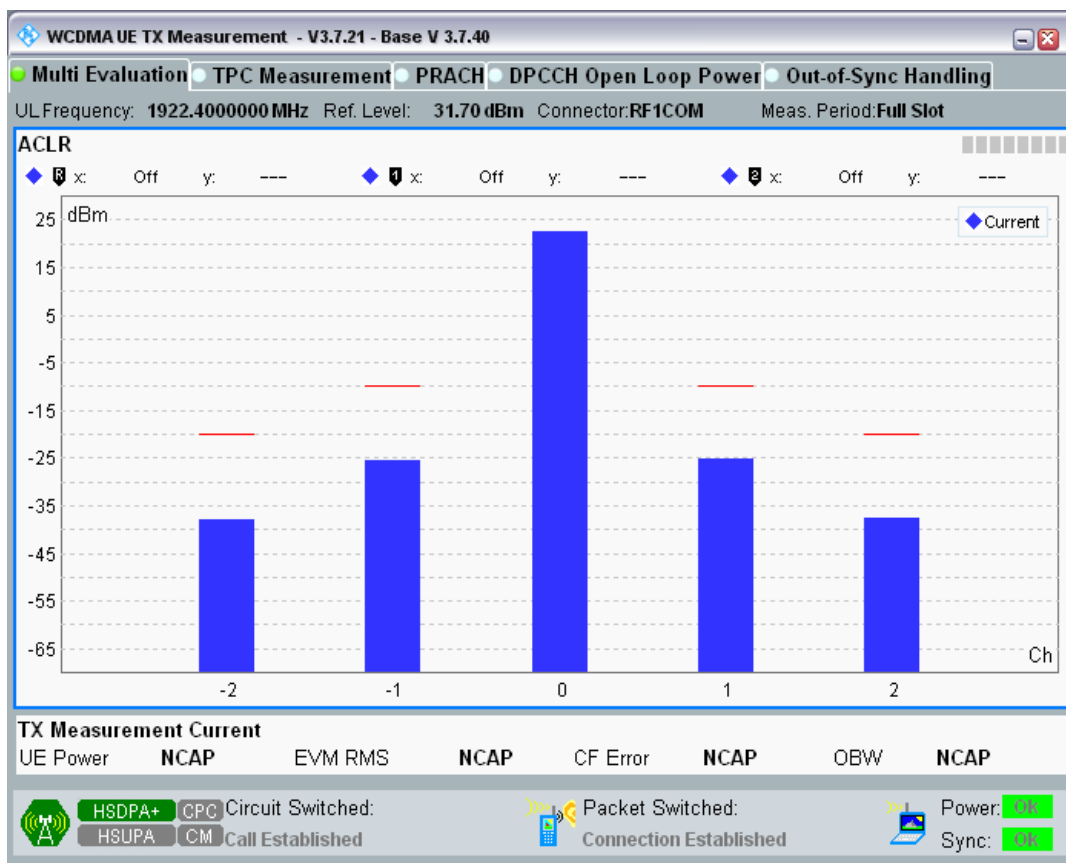 WCDMA UE TX Measurement - V3.7.21 - Base V 3.7.40
Multi Evaluation TPC Measurement PRACH DPCCH Open Loop Power Out-of-Sync Handling
UL Frequency: 1922.4000000 MHz Ref. Level: 31.70 dBm Connector:RF1COM Meas. Period:Full Slot
ACLR
R x: Off y: --- 1 x: Off y: --- 2 x: Off y: ---
dBm
Current
25
15
5
-5
-15
-25
-35
-45
-55
-65
Ch
-2 -1 0 1 2
TX Measurement Current
UE Power NCAP EVM RMS NCAP CF Error NCAP OBW NCAP
HSDPA+ CPC Circuit Switched: Packet Switched: Power: Ok
HSUPA CM Call Established Connection Established Sync: Ok